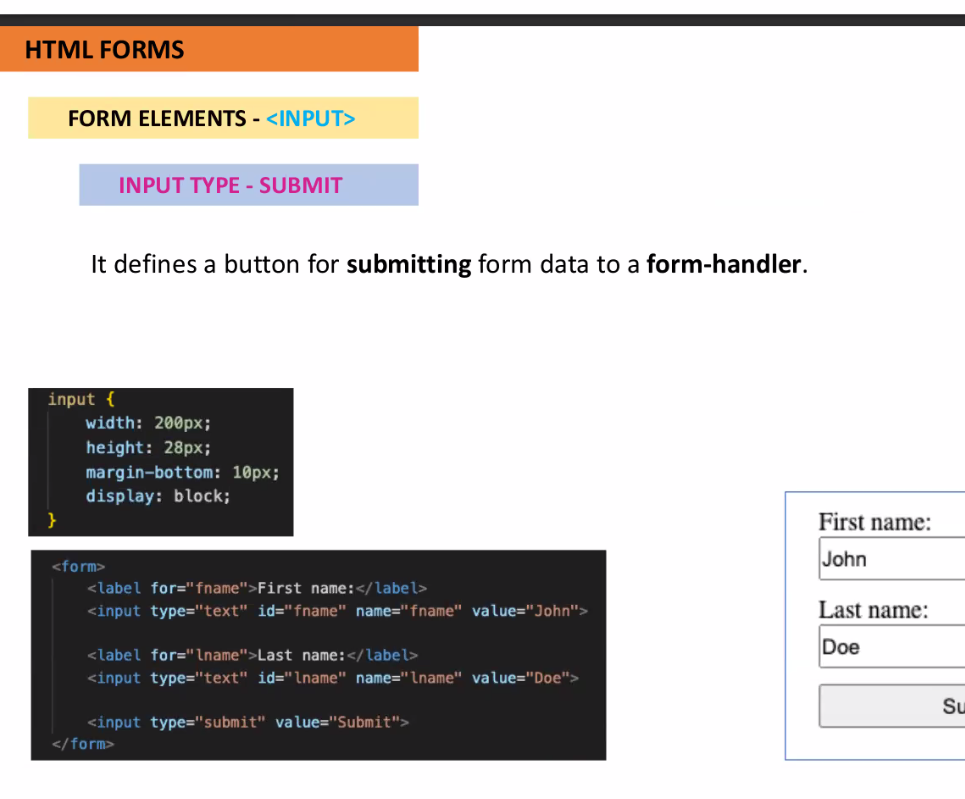 HTML FORMS
FORM ELEMENTS - <INPUT>
INPUT TYPE - SUBMIT
It defines a button for submitting form data to a form-handler.
input {
width: 200px;
height: 28px;
margin-bottom: 10px;
display: block;
}
<form>
<label for="fname">First name:</label>
<input type="text" id="fname" name="fname" value="John">
<label for="lname">Last name:</label>
<input type="text" id="lname" name="lname" value="Doe">
<input type="submit" value="Submit">
</form>
First name:
John
Last name:
Doe
Su